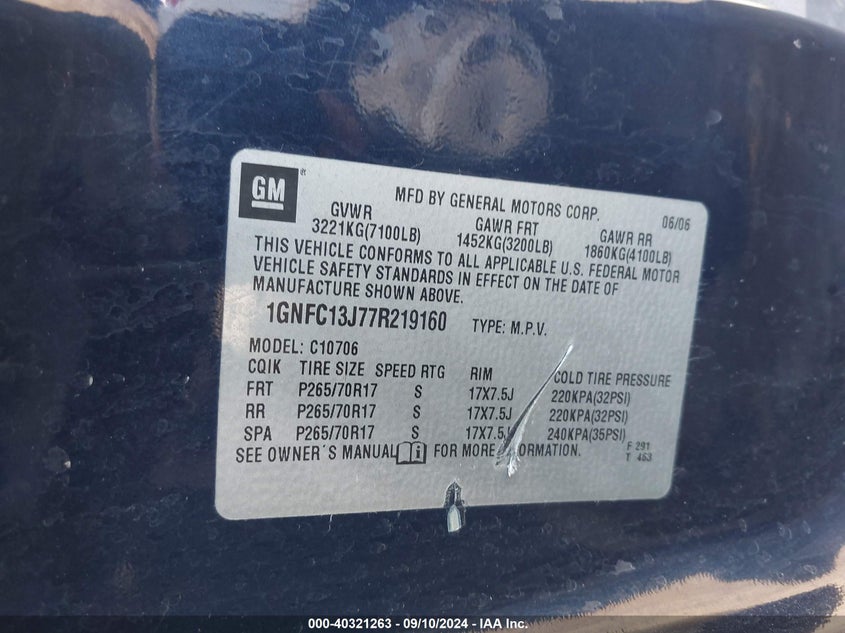 GM ®
MFD BY GENERAL MOTORS CORP. 06/06
GVWR GAWR FRT GAWR RR
3221KG(7100LB) 1452KG(3200LB) 1860KG(4100LB)
THIS VEHICLE CONFORMS TO ALL APPLICABLE U.S. FEDERAL MOTOR
VEHICLE SAFETY STANDARDS IN EFFECT ON THE DATE OF
MANUFACTURE SHOWN ABOVE.
1GNFC13J77R219160 TYPE: M.P.V.
MODEL: C10706
CQIK TIRE SIZE SPEED RTG RIM COLD TIRE PRESSURE
FRT P265/70R17 S 17X7.5J 220KPA(32PSI)
RR P265/70R17 S 17X7.5J 220KPA(32PSI)
SPA P265/70R17 S 17X7.5J 240KPA(35PSI)
SEE OWNER'S MANUAL FOR MORE INFORMATION.
F 291
T 463
000-40321263 - 09/10/2024 - IAA Inc.